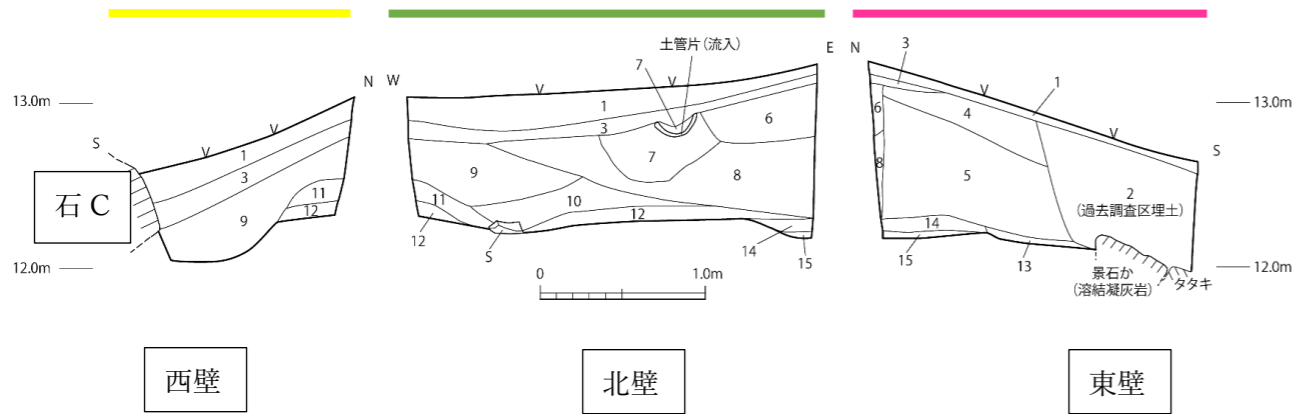 N
13.0m
S
V
V
1
3
石 C
9
11
12
12.0m
西壁
W
E
土管片（流入）
7
V
V
1
3
6
7
9
8
11
10
12
12
S
14
15
0
1.0m
北壁
N
3
1
V
13.0m
6
4
V
S
8
5
2
（過去調査区埋土）
14
15
13
景石か
（溶結凝灰岩）
タタキ
12.0m
東壁